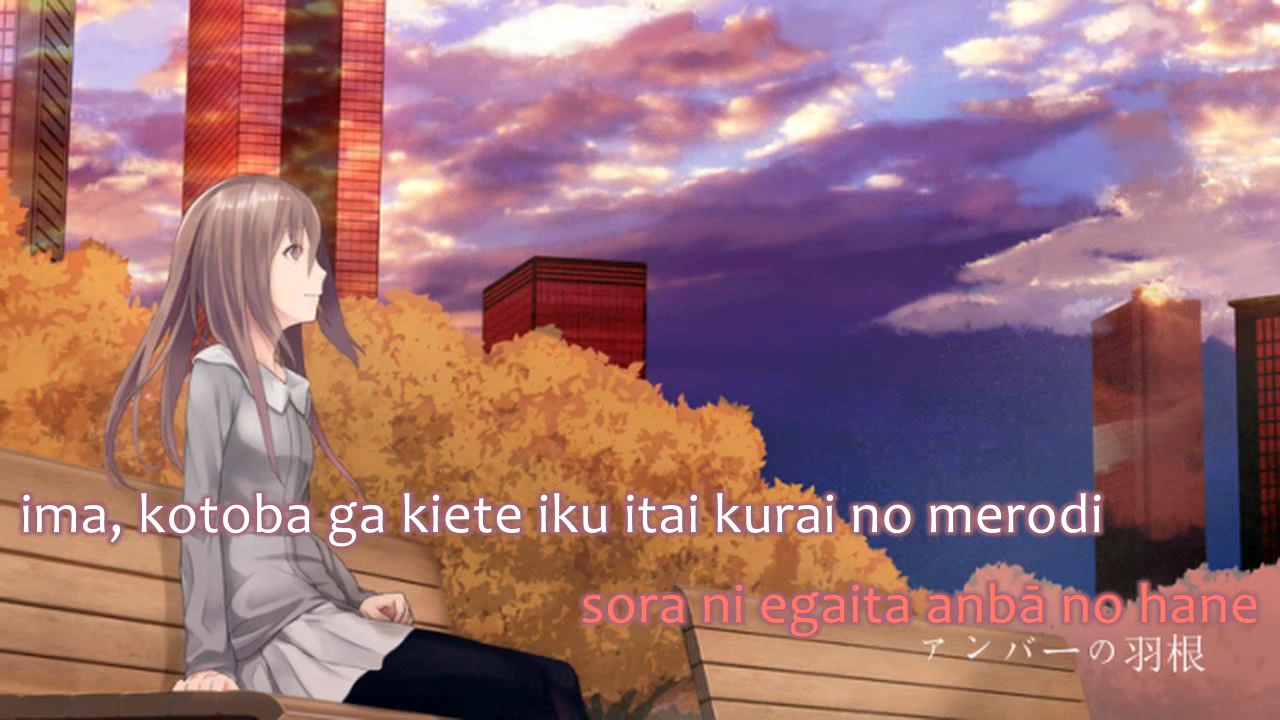 ima, kotoba ga kiete iku itai kurai no merodi
sora ni egaita anbā no hane
アンバーの羽根